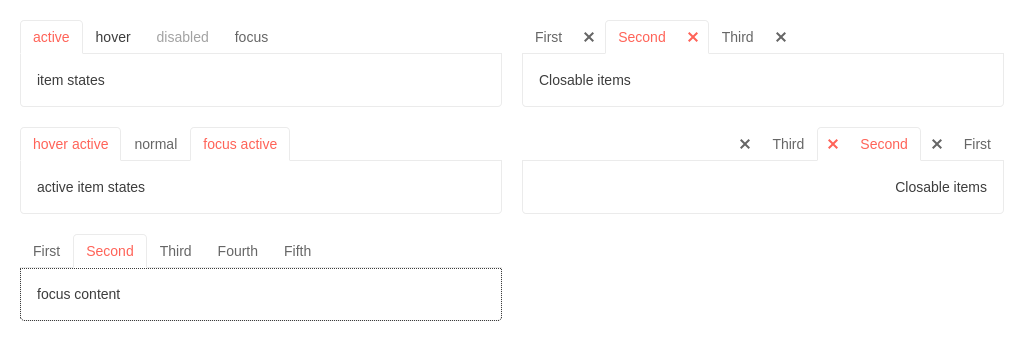 active hover disabled focus
item states
First ✕ Second ✕ Third ✕
Closable items
hover active normal focus active
active item states
✕ Third ✕ Second ✕ First
Closable items
First Second Third Fourth Fifth
focus content